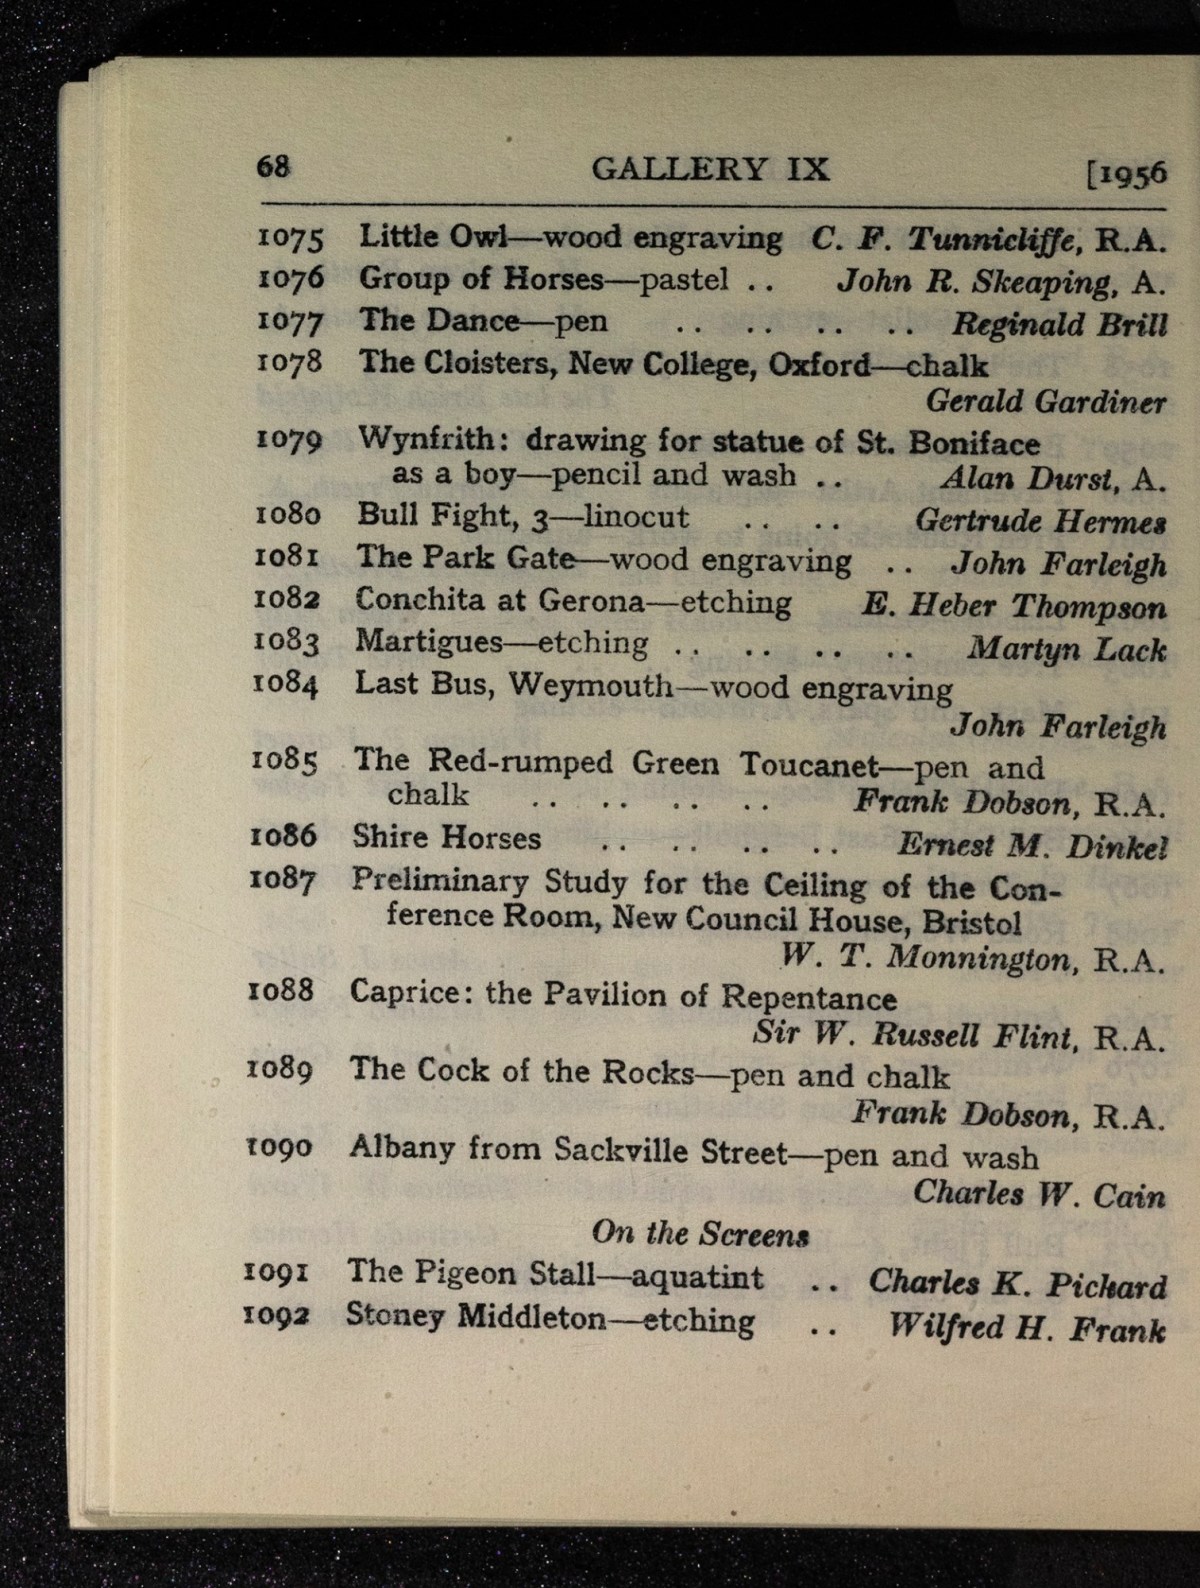 68 GALLERY IX [1956
1075 Little Owl—wood engraving C. F. Tunnicliffe, R.A.
1076 Group of Horses—pastel .. John R. Skeaping, A.
1077 The Dance—pen .. .. .. .. Reginald Brill
1078 The Cloisters, New College, Oxford—chalk
Gerald Gardiner
1079 Wynfrith: drawing for statue of St. Boniface
as a boy—pencil and wash .. Alan Durst, A.
1080 Bull Fight, 3—linocut .. .. Gertrude Hermes
1081 The Park Gate—wood engraving .. John Farleigh
1082 Conchita at Gerona—etching E. Heber Thompson
1083 Martigues—etching .. .. .. .. Martyn Lack
1084 Last Bus, Weymouth—wood engraving
John Farleigh
1085 The Red-rumped Green Toucanet—pen and
chalk .. .. .. .. Frank Dobson, R.A.
1086 Shire Horses .. .. .. .. Ernest M. Dinkel
1087 Preliminary Study for the Ceiling of the Con-
ference Room, New Council House, Bristol
W. T. Monnington, R.A.
1088 Caprice: the Pavilion of Repentance
Sir W. Russell Flint, R.A.
1089 The Cock of the Rocks—pen and chalk
Frank Dobson, R.A.
1090 Albany from Sackville Street—pen and wash
Charles W. Cain
On the Screens
1091 The Pigeon Stall—aquatint .. Charles K. Pickard
1092 Stoney Middleton—etching .. Wilfred H. Frank